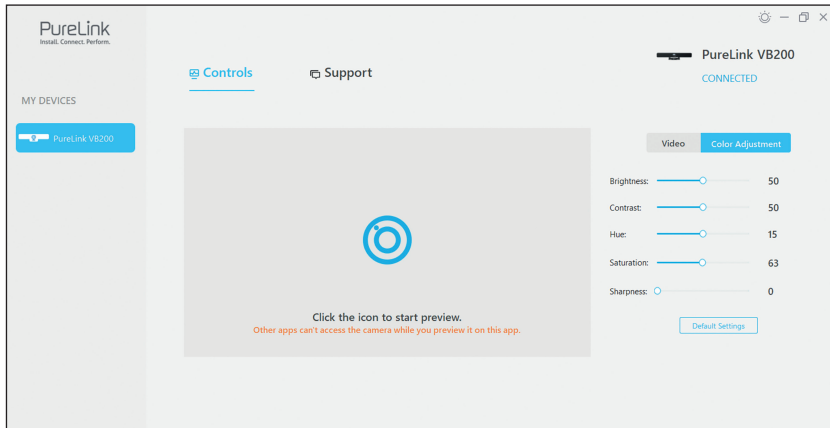 PureLink
Install. Connect. Perform.
MY DEVICES
PureLink VB200
Controls
Support
PureLink VB200
CONNECTED
Click the icon to start preview.
Other apps can't access the camera while you preview it on this app.
Video
Color Adjustment
Brightness: 50
Contrast: 50
Hue: 15
Saturation: 63
Sharpness: 0
Default Settings